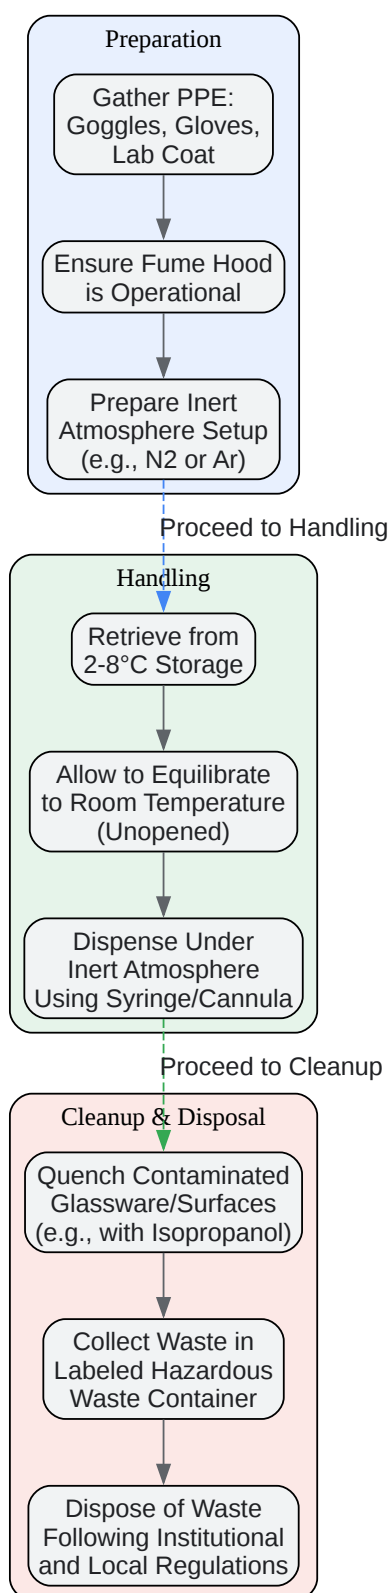 Preparation
Gather PPE:
Goggles, Gloves,
Lab Coat
Ensure Fume Hood
is Operational
Prepare Inert
Atmosphere Setup
(e.g., N2 or Ar)
Proceed to Handling
Handling
Retrieve from
2-8°C Storage
Allow to Equilibrate
to Room Temperature
(Unopened)
Dispense Under
Inert Atmosphere
Using Syringe/Cannula
Proceed to Cleanup
Cleanup & Disposal
Quench Contaminated
Glassware/Surfaces
(e.g., with Isopropanol)
Collect Waste in
Labeled Hazardous
Waste Container
Dispose of Waste
Following Institutional
and Local Regulations